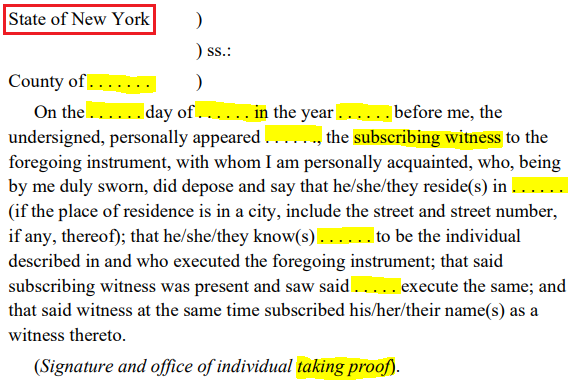 State of New York )
) ss.:
County of . . . . . . . )
On the . . . . . . day of . . . . . . in the year . . . . . . before me, the
undersigned, personally appeared . . . . . ., the subscribing witness to the
foregoing instrument, with whom I am personally acquainted, who, being
by me duly sworn, did depose and say that he/she/they reside(s) in . . . . . .
(if the place of residence is in a city, include the street and street number,
if any, thereof); that he/she/they know(s) . . . . . . to be the individual
described in and who executed the foregoing instrument; that said
subscribing witness was present and saw said . . . . . execute the same; and
that said witness at the same time subscribed his/her/their name(s) as a
witness thereto.
(Signature and office of individual taking proof).